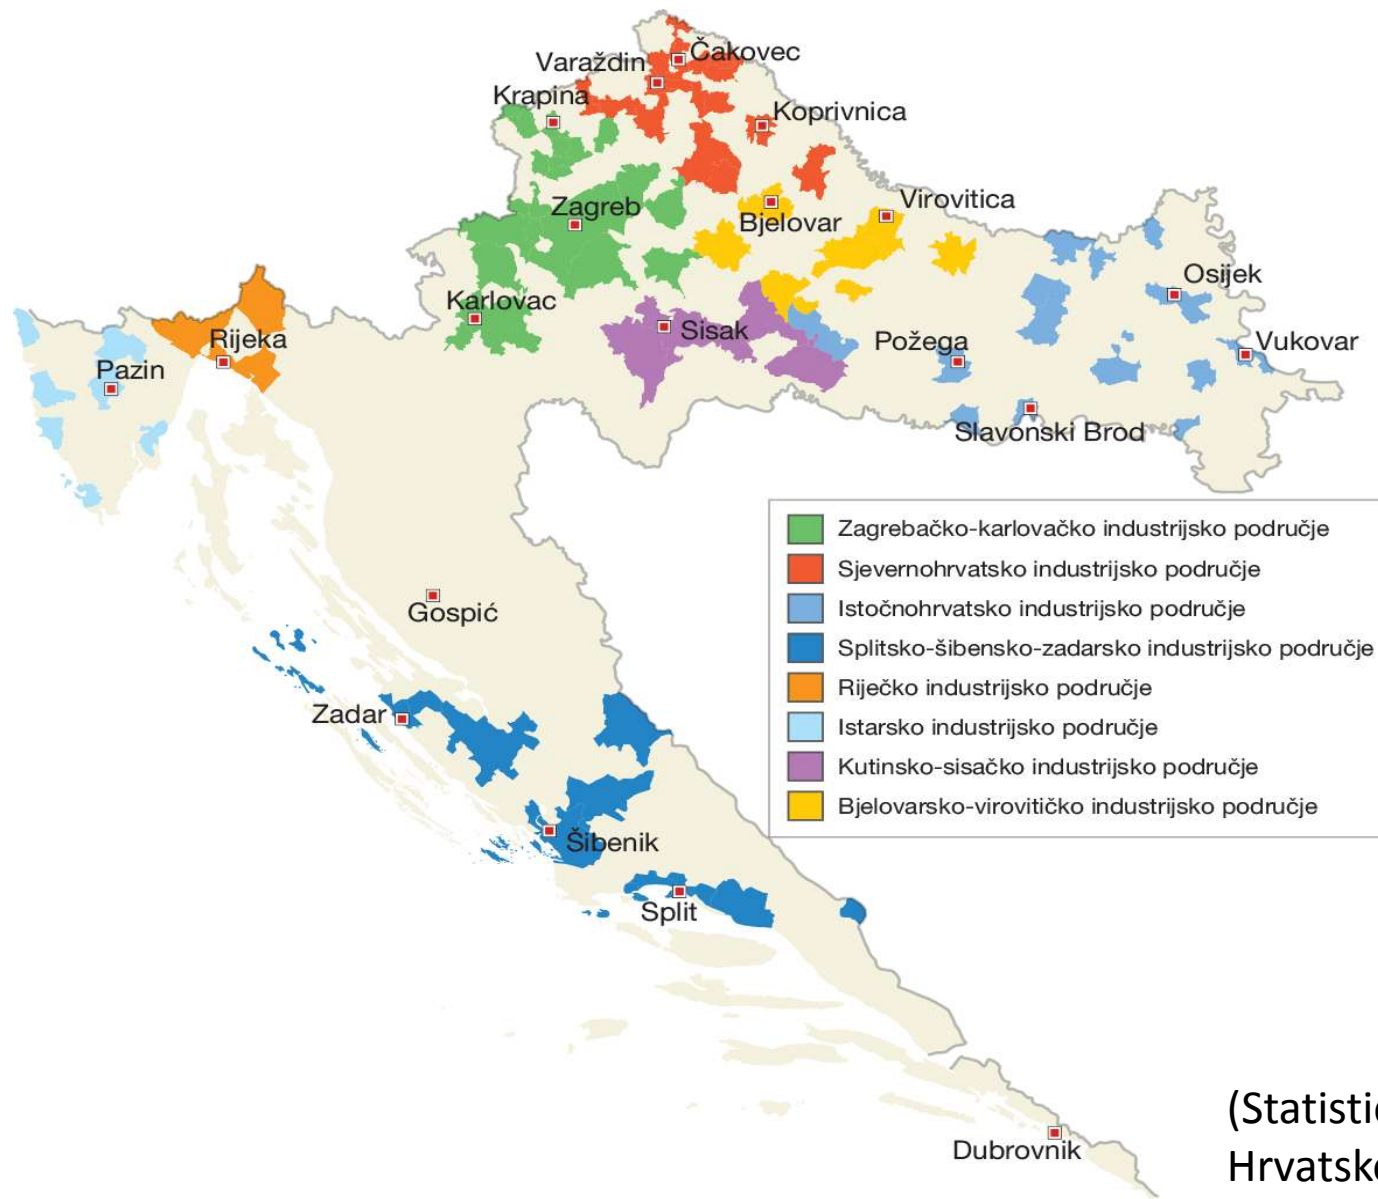 Čakovec
Varaždin
Krapina
Koprivnica
Zagreb
Bjelovar
Virovitica
Osijek
Karlovac
Sisak
Požega
Vukovar
Rijeka
Pazin
Slavonski Brod
Zagrebačko-karlovačko industrijsko područje
Sjevernohrvatsko industrijsko područje
Istočnohrvatsko industrijsko područje
Splitsko-šibensko-zadarsko industrijsko područje
Riječko industrijsko područje
Istarsko industrijsko područje
Kutinsko-sisačko industrijsko područje
Bjelovarsko-virovitičko industrijsko područje
Gospić
Zadar
Šibenik
Split
Dubrovnik
(Statistič
Hrvatske